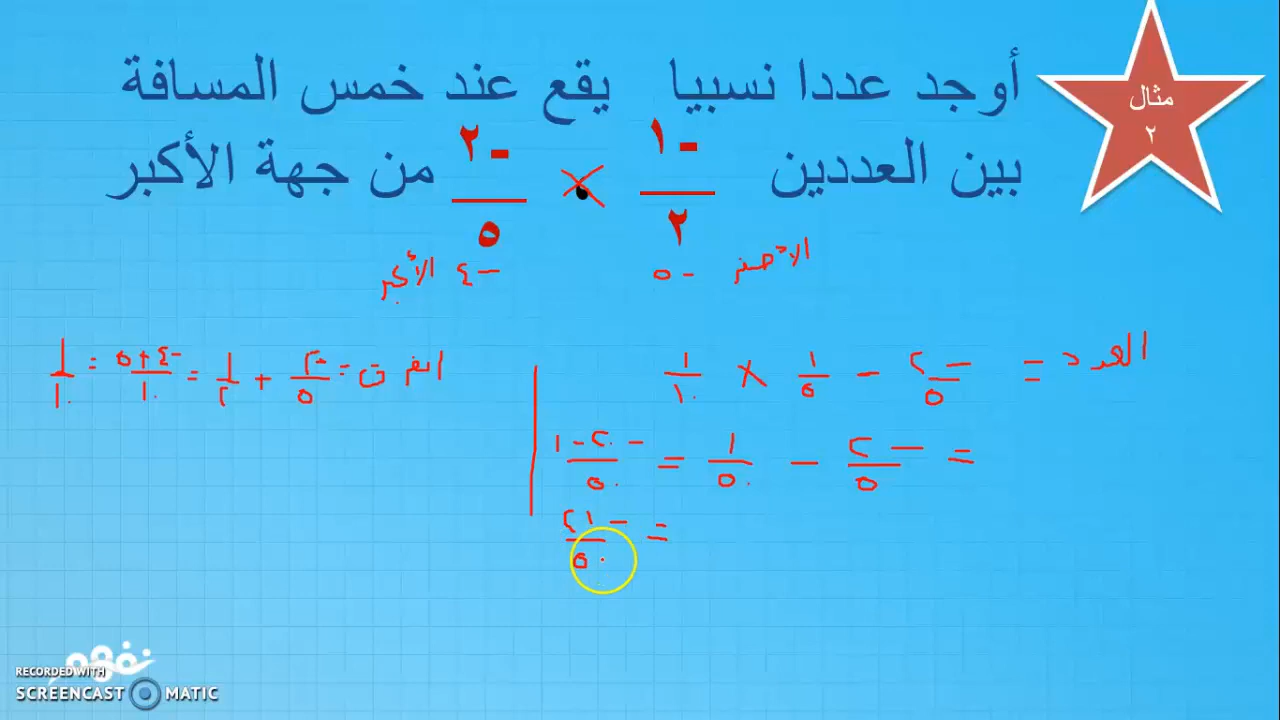 مثال
٢
أوجد عددا نسبيا يقع عند خمس المسافة
بين العددين -١/٢ ، -٢/٥ من جهة الأكبر
الأصغر -٥ -٤ الأكبر
العدد = -٢/٥ - ١/٥ × ١/١٠
= -٢/٥ - ١/٥٠ = -٢٠-١/٥٠
= -٢١/٥٠
الفرق = -٢/٥ + ١/٢ = -٤+٥/١٠ = ١/١٠
نفهم
RECORDED WITH
SCREENCAST MATIC